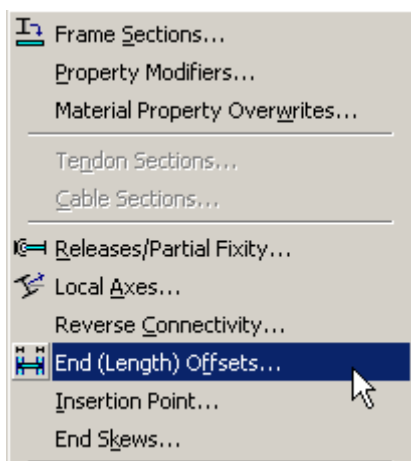 Frame Sections...
Property Modifiers...
Material Property Overwrites...
Tendon Sections...
Cable Sections...
Releases/Partial Fixity...
Local Axes...
Reverse Connectivity...
End (Length) Offsets...
Insertion Point...
End Skews...